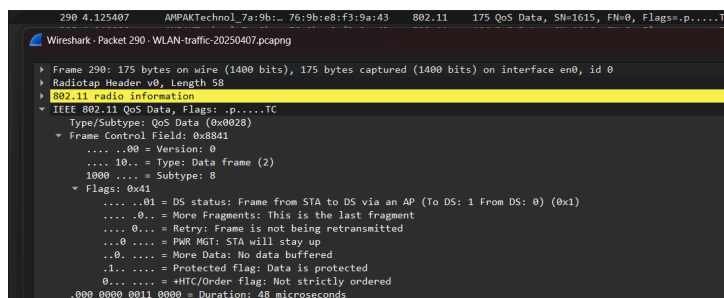 290 4.125407 AMPAKTechnol_7a:9b:… 76:9b:e8:f3:9a:43 802.11 175 QoS Data, SN=1615, FN=0, Flags=.p.....T
Wireshark · Packet 290 · WLAN-traffic-20250407.pcapng
Frame 290: 175 bytes on wire (1400 bits), 175 bytes captured (1400 bits) on interface en0, id 0
Radiotap Header v0, Length 58
802.11 radio information
IEEE 802.11 QoS Data, Flags: .p.....TC
Type/Subtype: QoS Data (0x0028)
Frame Control Field: 0x8841
.... ..00 = Version: 0
.... 10.. = Type: Data frame (2)
1000 .... = Subtype: 8
Flags: 0x41
.... ..01 = DS status: Frame from STA to DS via an AP (To DS: 1 From DS: 0) (0x1)
.... .0.. = More Fragments: This is the last fragment
.... 0... = Retry: Frame is not being retransmitted
...0 .... = PWR MGT: STA will stay up
..0. .... = More Data: No data buffered
.1.. .... = Protected flag: Data is protected
0... .... = +HTC/Order flag: Not strictly ordered
.000 0000 0011 0000 = Duration: 48 microseconds